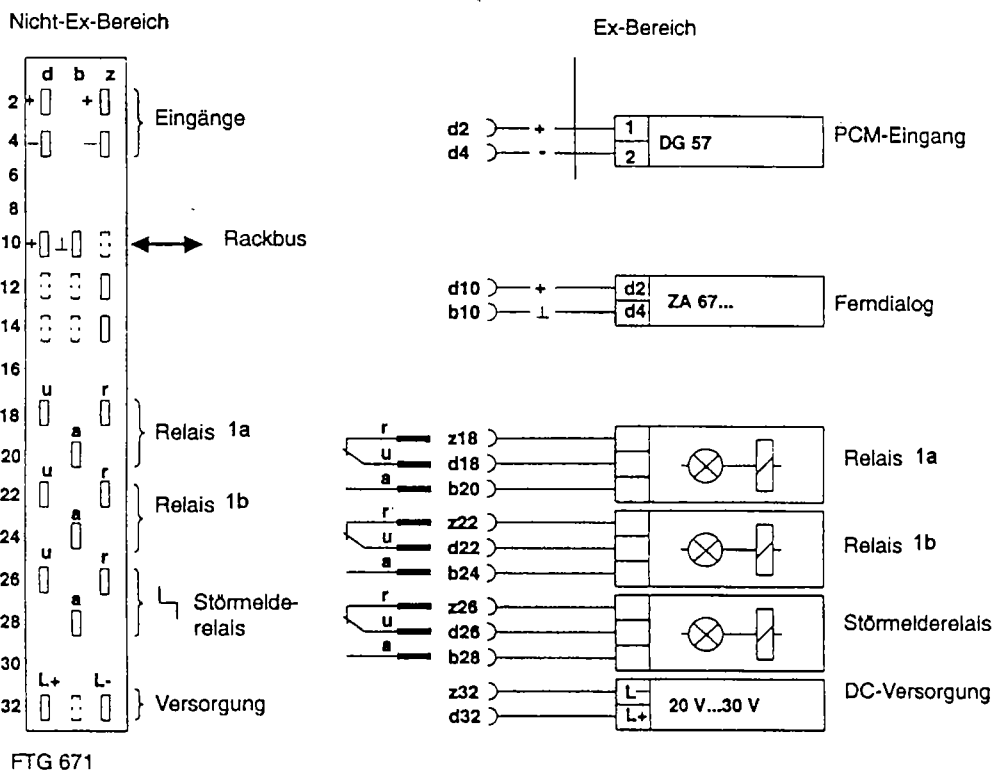 Nicht-Ex-Bereich
Ex-Bereich
d b z
2 + +
4 – –
Eingänge
6
8
10 + ⊥
Rackbus
12
14
16
u r
18
a
20
Relais 1a
u r
22
a
24
Relais 1b
u r
26
a
28
Störmelde-
relais
30
L+ L-
32
Versorgung
FTG 671
d2 + 1
d4 - 2
DG 57
PCM-Eingang
d10 + d2
b10 ⊥ d4
ZA 67...
Ferndialog
r z18
u d18
a b20
Relais 1a
r z22
u d22
a b24
Relais 1b
r z26
u d26
a b28
Störmelderelais
z32 L–
d32 L+
20 V...30 V
DC-Versorgung